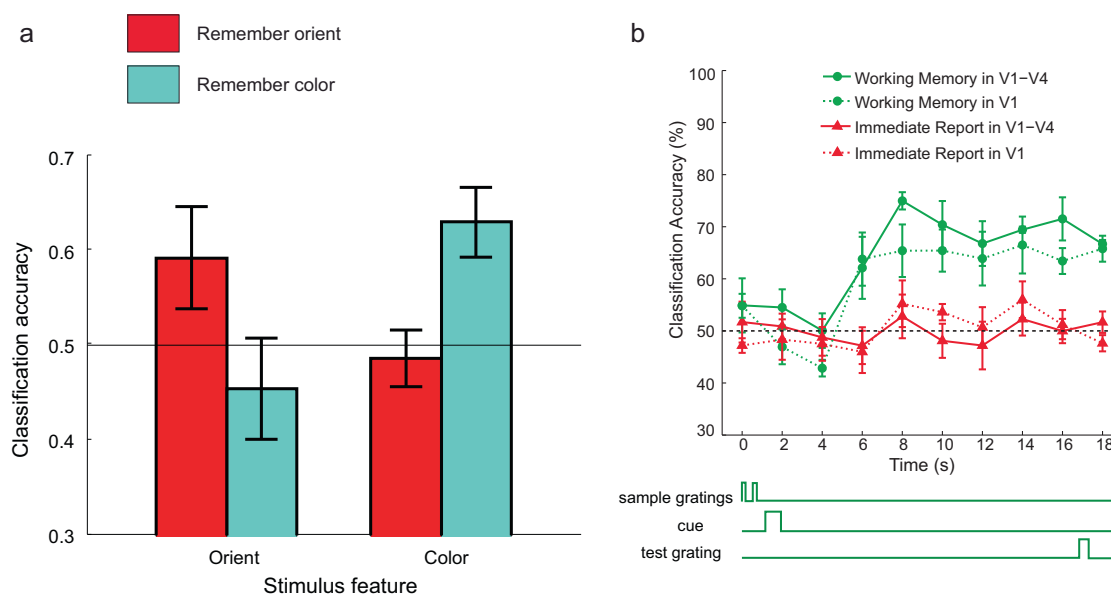 a
Remember orient
Remember color
Classification accuracy
0.7
0.6
0.5
0.4
0.3
Orient
Color
Stimulus feature
b
Working Memory in V1−V4
Working Memory in V1
Immediate Report in V1−V4
Immediate Report in V1
Classification Accuracy (%)
100
90
80
70
60
50
40
30
0 2 4 6 8 10 12 14 16 18
Time (s)
sample gratings
cue
test grating